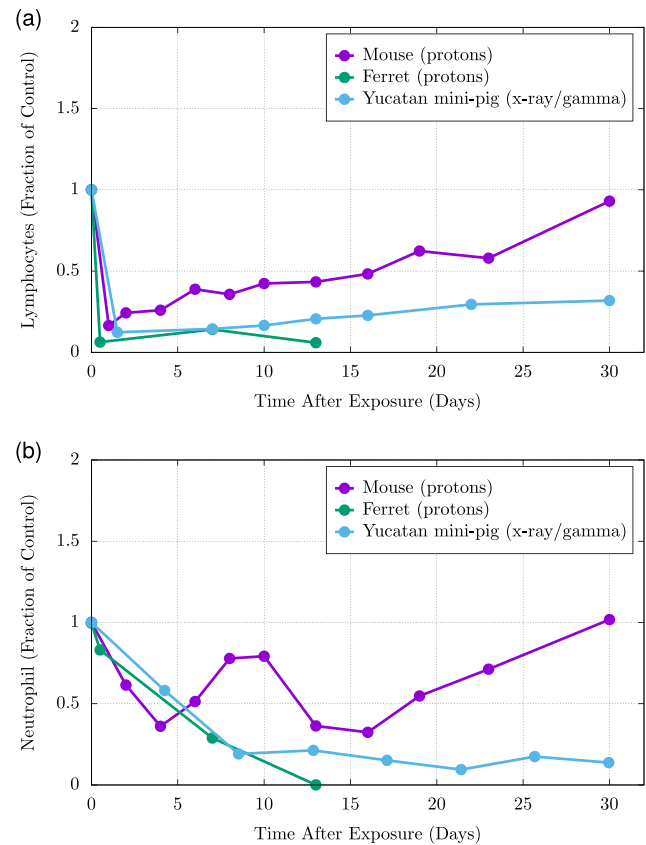 (a)
2
1.5
1
0.5
0
Lymphocytes (Fraction of Control)
Mouse (protons)
Ferret (protons)
Yucatan mini-pig (x-ray/gamma)
0 5 10 15 20 25 30
Time After Exposure (Days)
(b)
2
1.5
1
0.5
0
Neutrophil (Fraction of Control)
Mouse (protons)
Ferret (protons)
Yucatan mini-pig (x-ray/gamma)
0 5 10 15 20 25 30
Time After Exposure (Days)